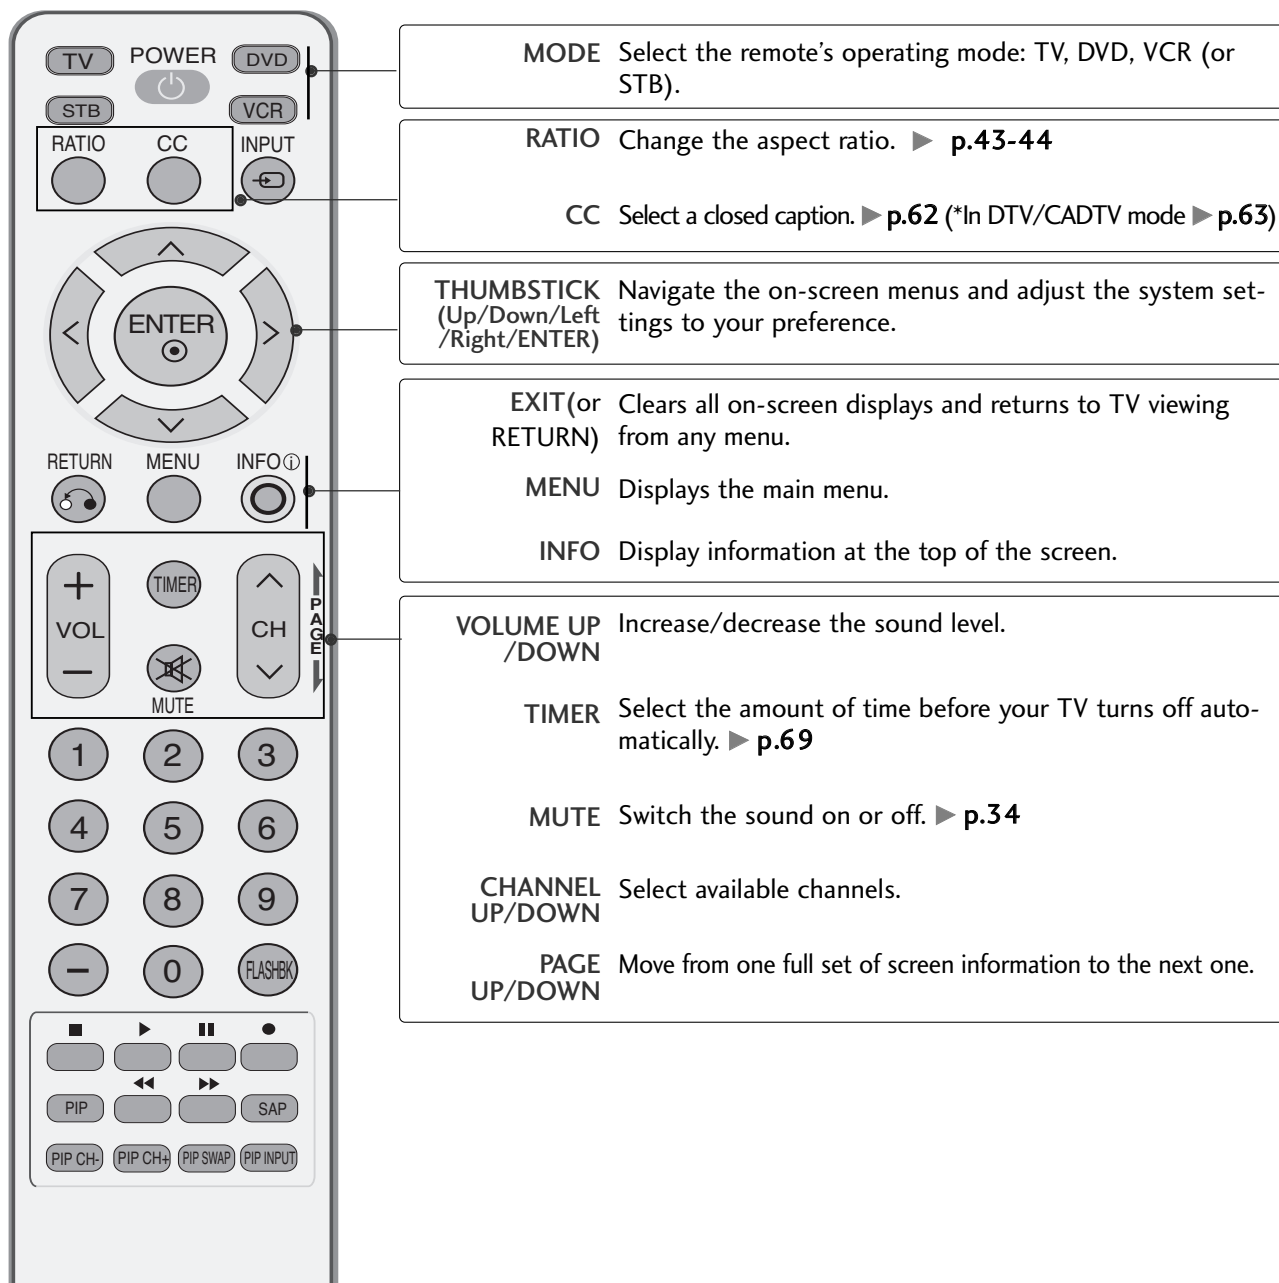 TV POWER DVD
STB VCR
RATIO CC INPUT
ENTER
RETURN MENU INFO i
+ TIMER
VOL CH
− MUTE
PAGE
1 2 3
4 5 6
7 8 9
− 0 FLASHBK
PIP SAP
PIP CH- PIP CH+ PIP SWAP PIP INPUT
MODE Select the remote's operating mode: TV, DVD, VCR (or
STB).
RATIO Change the aspect ratio. ▶ p.43-44
CC Select a closed caption. ▶ p.62 (*In DTV/CADTV mode ▶ p.63)
THUMBSTICK Navigate the on-screen menus and adjust the system set-
(Up/Down/Left tings to your preference.
/Right/ENTER)
EXIT(or Clears all on-screen displays and returns to TV viewing
RETURN) from any menu.
MENU Displays the main menu.
INFO Display information at the top of the screen.
VOLUME UP Increase/decrease the sound level.
/DOWN
TIMER Select the amount of time before your TV turns off auto-
matically. ▶ p.69
MUTE Switch the sound on or off. ▶ p.34
CHANNEL Select available channels.
UP/DOWN
PAGE Move from one full set of screen information to the next one.
UP/DOWN